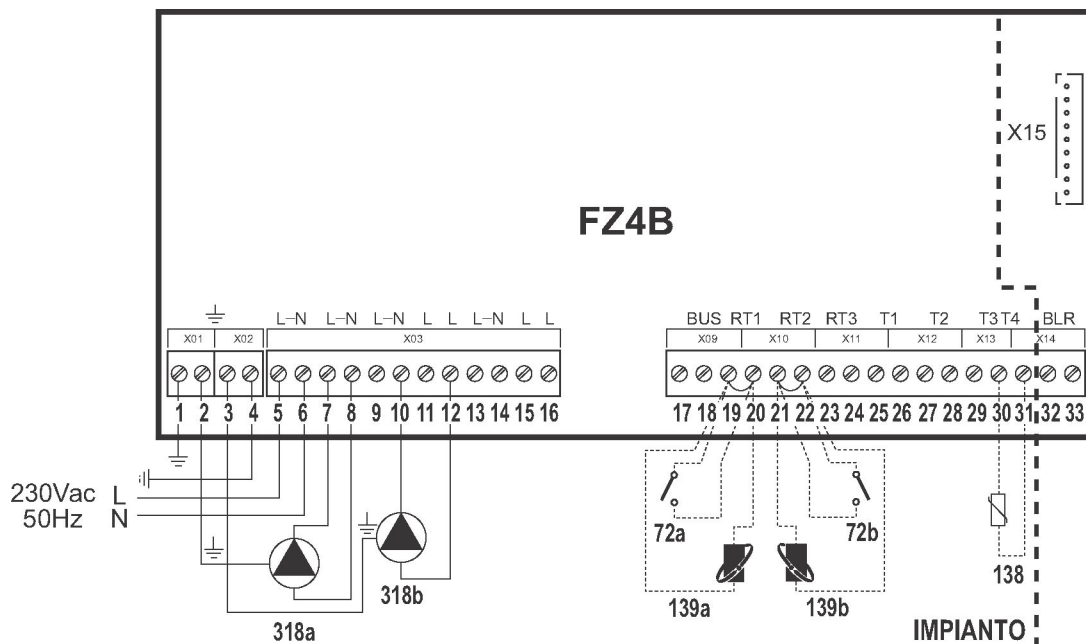 X15
FZ4B
L–N L–N L–N L L L–N L L
BUS RT1 RT2 RT3 T1 T2 T3 T4 BLR
X01 X02 X03 X09 X10 X11 X12 X13 X14
1 2 3 4 5 6 7 8 9 10 11 12 13 14 15 16 17 18 19 20 21 22 23 24 25 26 27 28 29 30 31 32 33
230Vac L
50Hz N
72a 72b
138
318b
139a 139b
318a
IMPIANTO